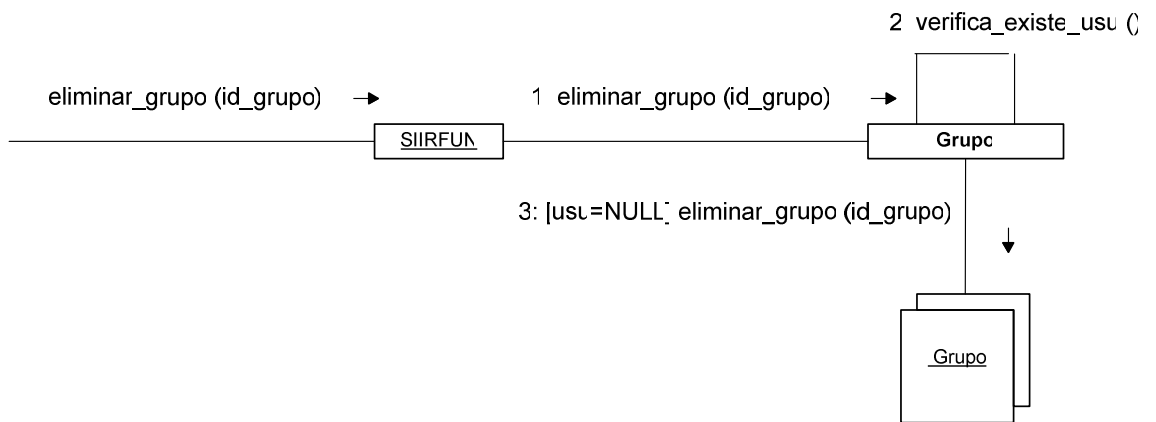 2 verifica_existe_usu ()
eliminar_grupo (id_grupo)
1 eliminar_grupo (id_grupo)
SIIRFUN
Grupo
3: [usu=NULL] eliminar_grupo (id_grupo)
Grupo